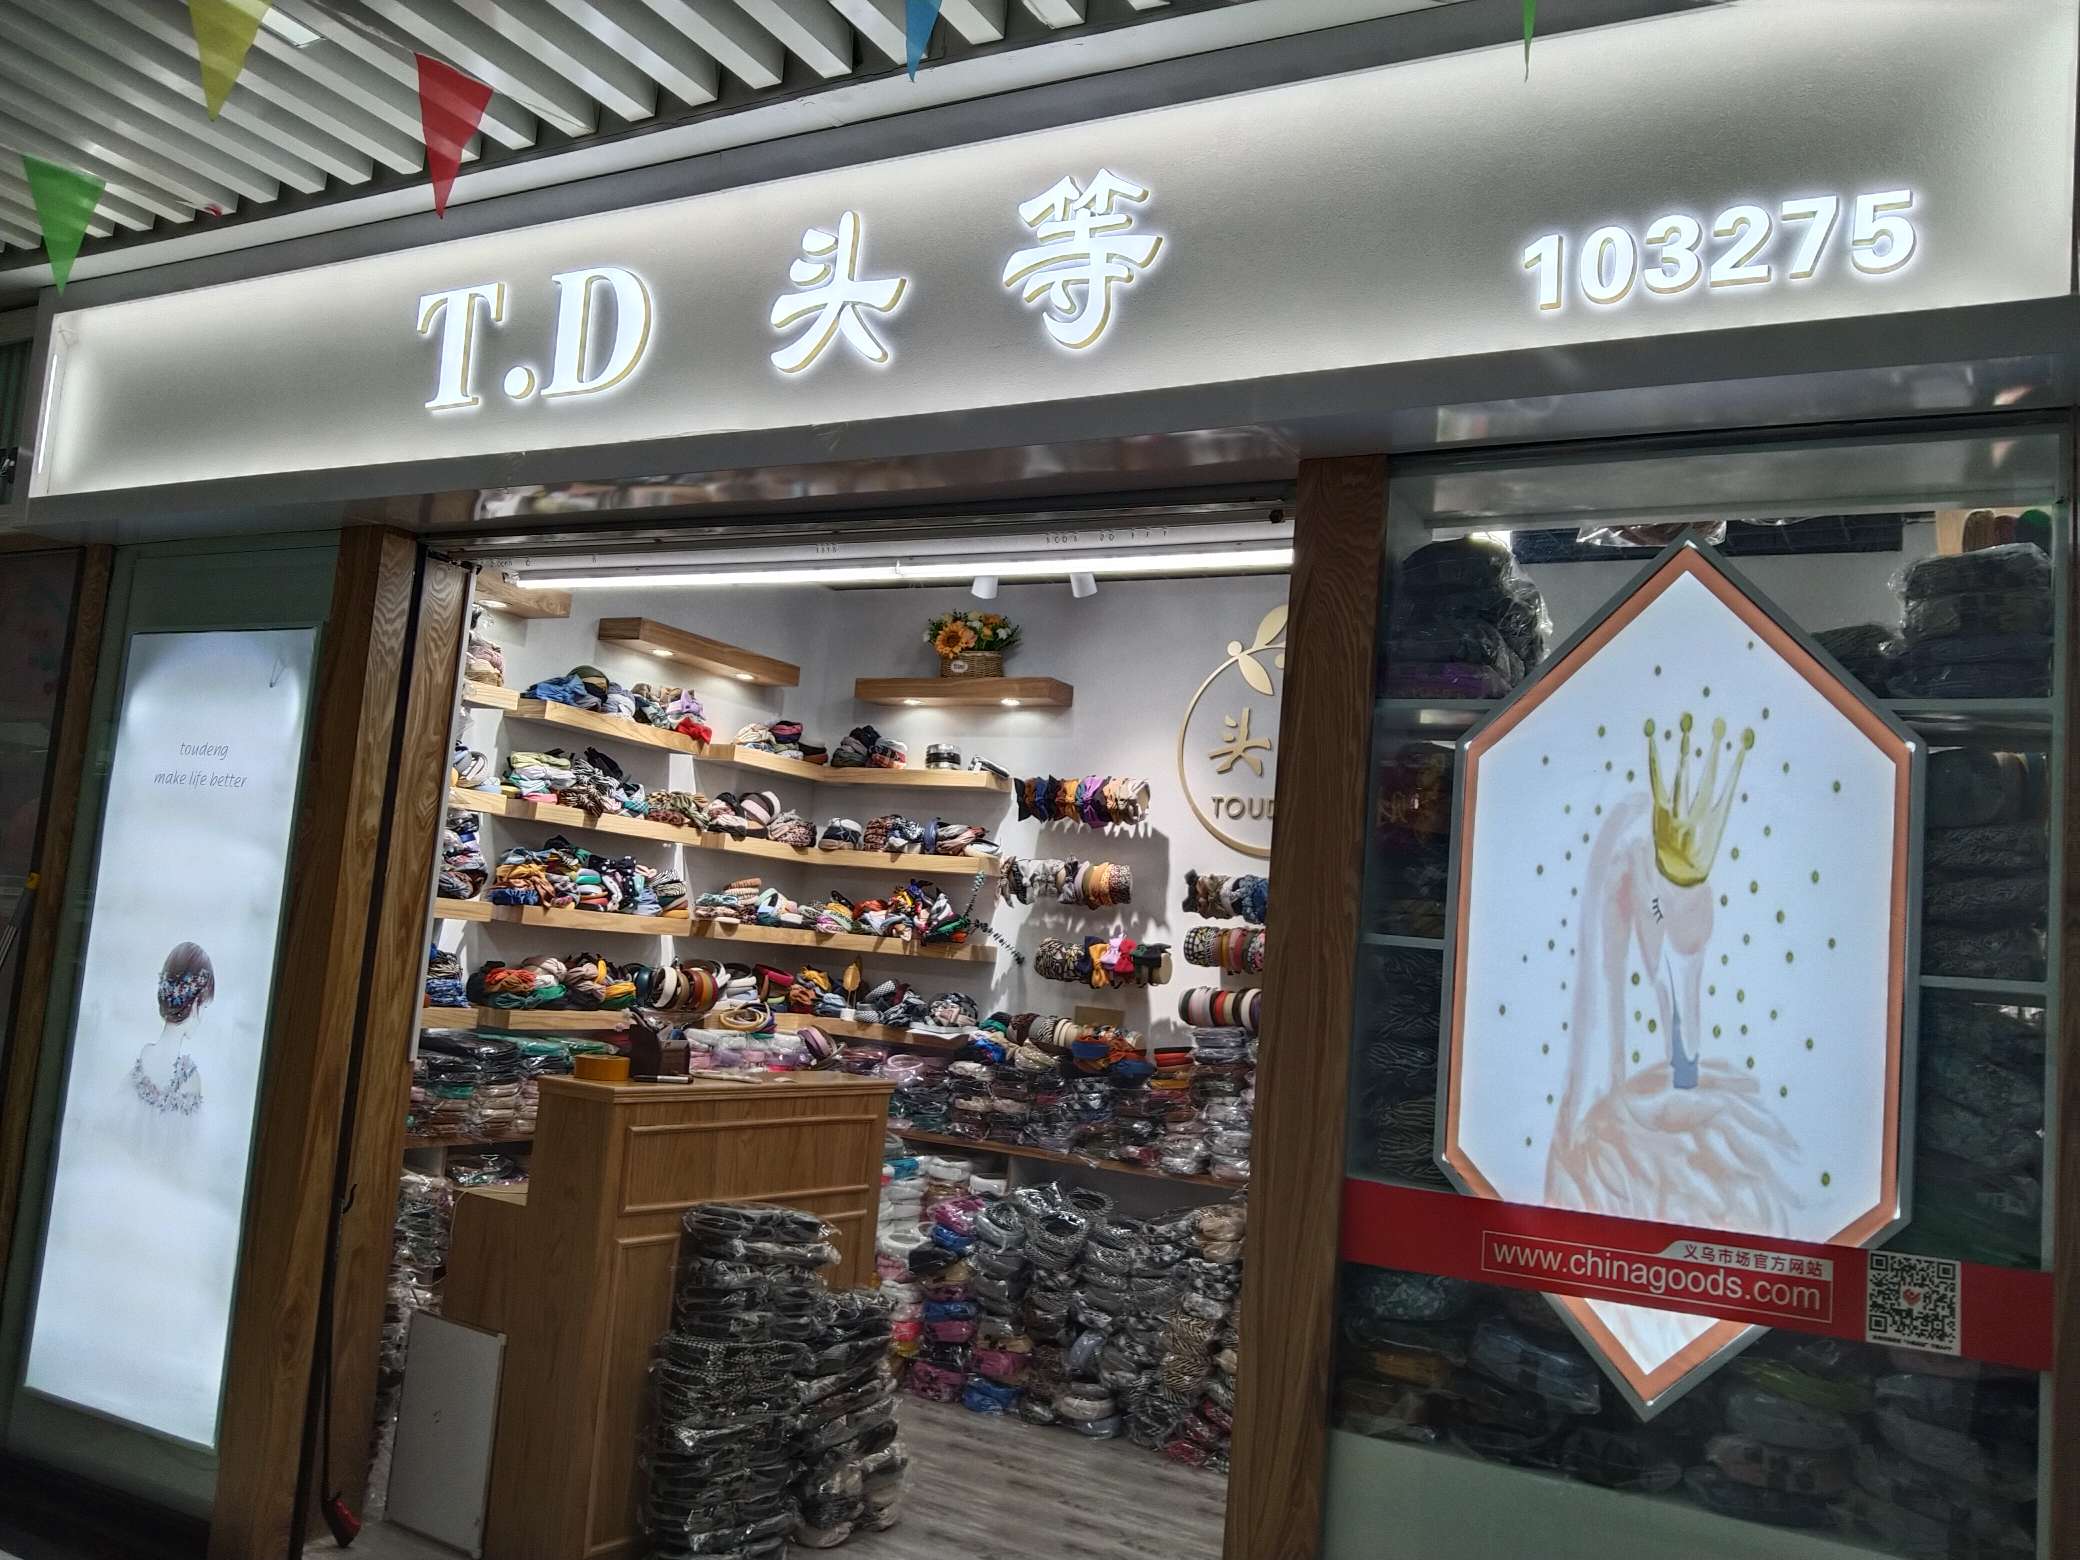 T.D 头等 103275
toudeng
make life better
头
TOUD
义乌市场官方网站
www.chinagoods.com